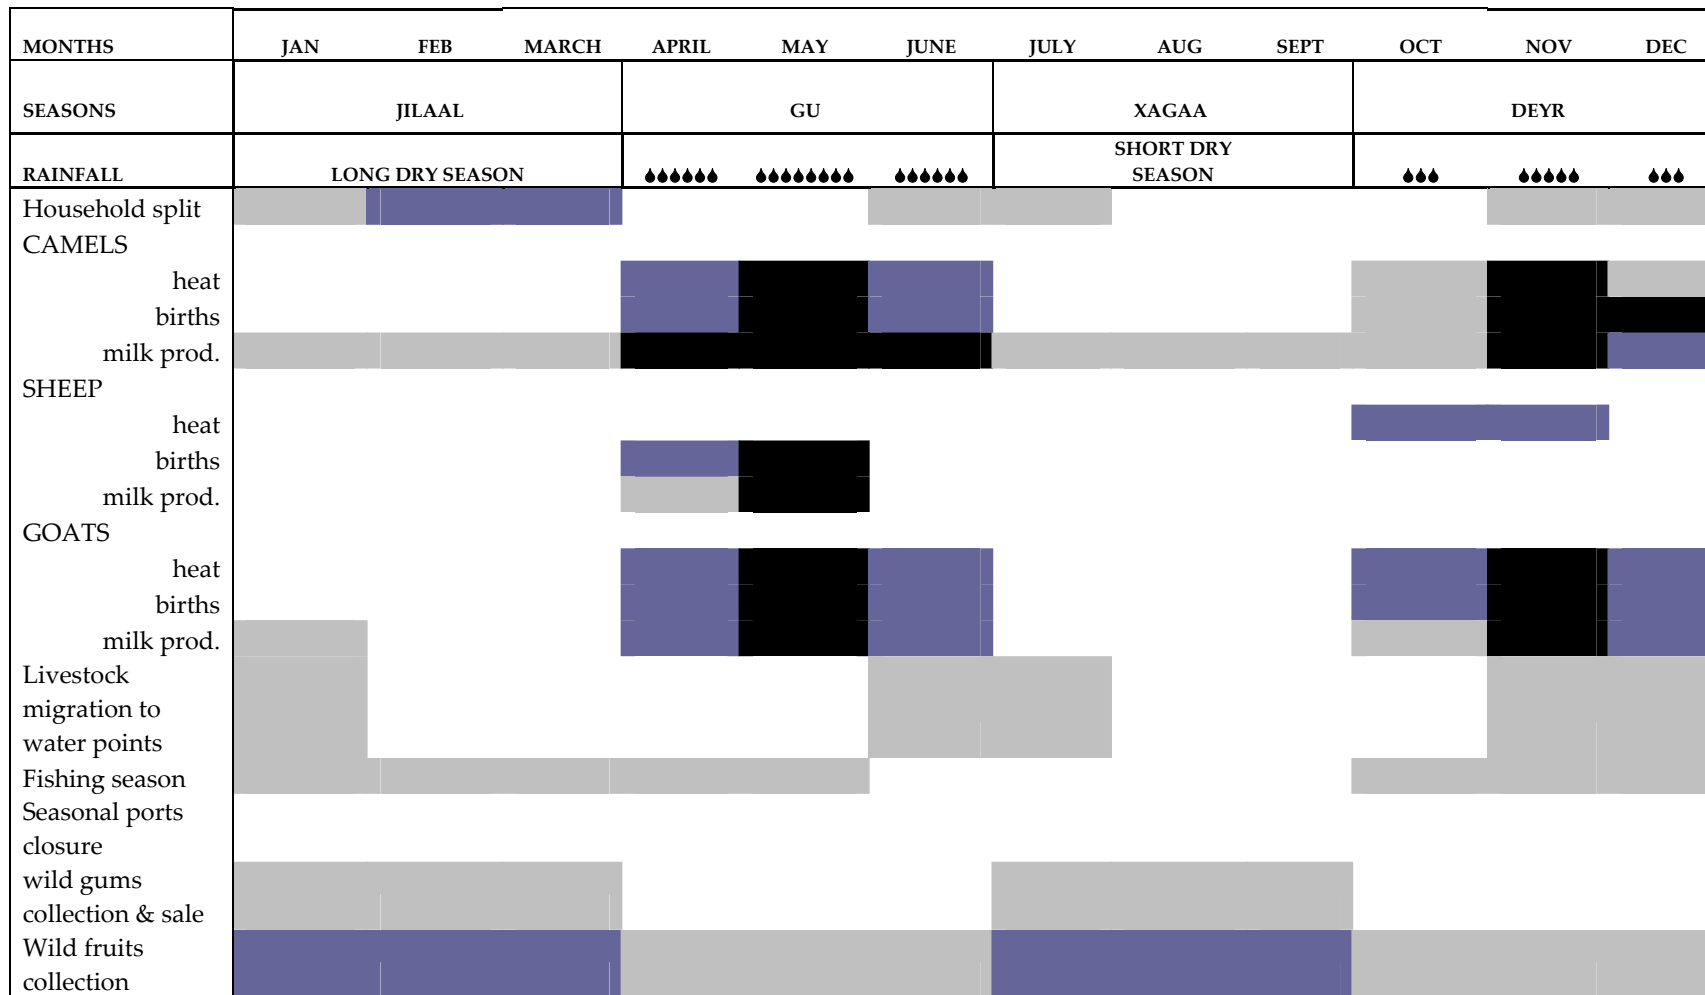 MONTHS JAN FEB MARCH APRIL MAY JUNE JULY AUG SEPT OCT NOV DEC
SEASONS JILAAL GU XAGAA DEYR
RAINFALL LONG DRY SEASON SHORT DRY
SEASON
Household split
CAMELS
heat
births
milk prod.
SHEEP
heat
births
milk prod.
GOATS
heat
births
milk prod.
Livestock
migration to
water points
Fishing season
Seasonal ports
closure
wild gums
collection & sale
Wild fruits
collection